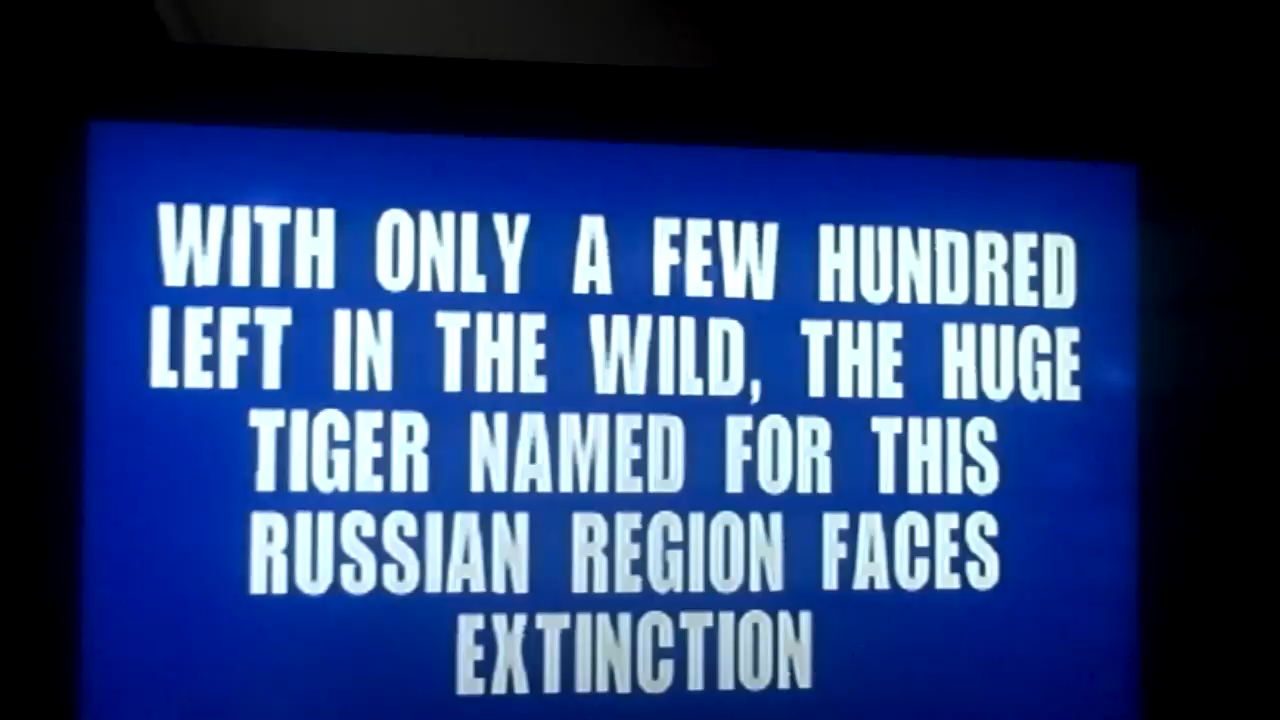 WITH ONLY A FEW HUNDRED
LEFT IN THE WILD, THE HUGE
TIGER NAMED FOR THIS
RUSSIAN REGION FACES
EXTINCTION